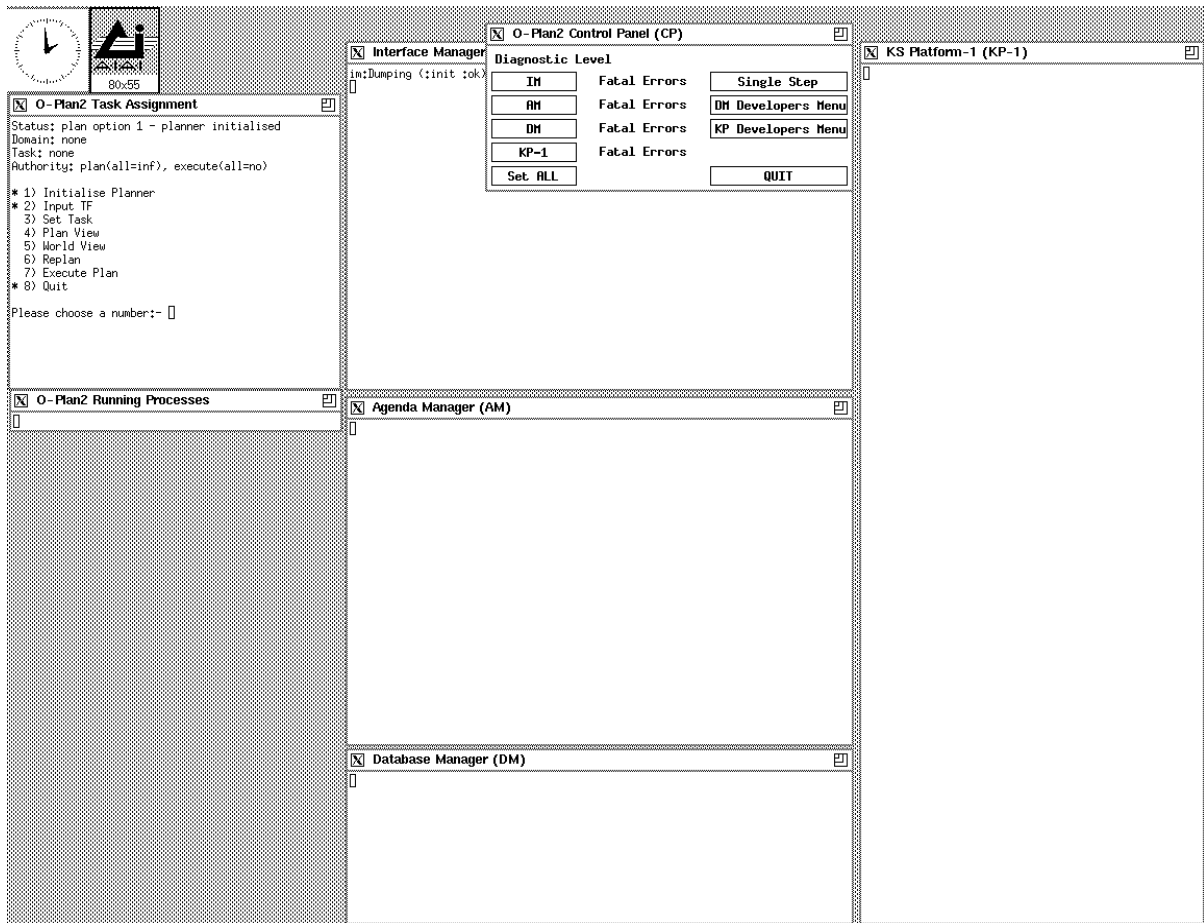 AIAI
80x55
O-Plan2 Task Assignment
Status: plan option 1 - planner initialised
Domain: none
Task: none
Authority: plan(all=inf), execute(all=no)
* 1) Initialise Planner
* 2) Input TF
3) Set Task
4) Plan View
5) World View
6) Replan
7) Execute Plan
* 8) Quit
Please choose a number:-
O-Plan2 Running Processes
Interface Manager
im:Dumping (:init :ok)
O-Plan2 Control Panel (CP)
Diagnostic Level
IM Fatal Errors Single Step
AM Fatal Errors DM Developers Menu
DM Fatal Errors KP Developers Menu
KP-1 Fatal Errors
Set ALL QUIT
Agenda Manager (AM)
Database Manager (DM)
KS Platform-1 (KP-1)